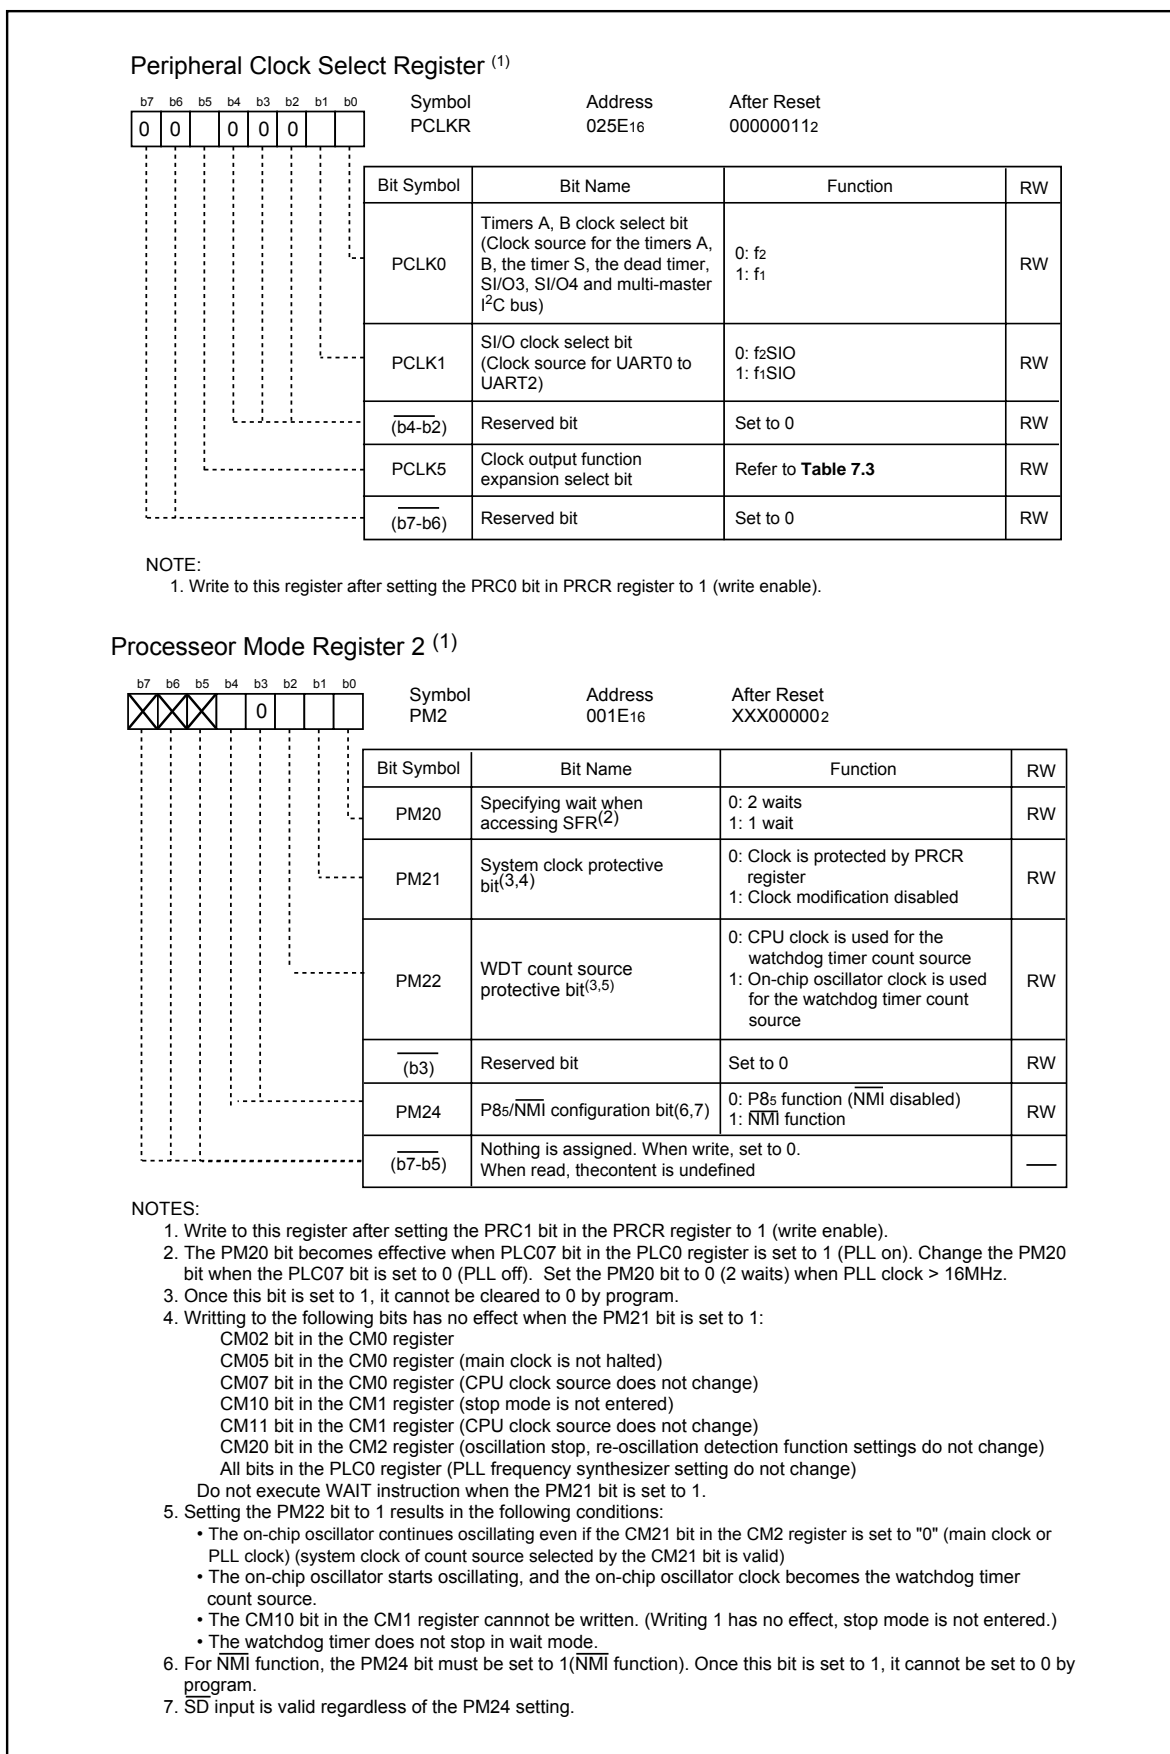 Peripheral Clock Select Register (1)
b7 b6 b5 b4 b3 b2 b1 b0
Symbol Address After Reset
0 0 0 0 0
PCLKR 025E16 000000112
Bit Symbol Bit Name Function RW
PCLK0
Timers A, B clock select bit
(Clock source for the timers A,
B, the timer S, the dead timer,
SI/O3, SI/O4 and multi-master
I2C bus)
0: f2
1: f1
RW
PCLK1
SI/O clock select bit
(Clock source for UART0 to
UART2)
0: f2SIO
1: f1SIO
RW
(b4-b2) Reserved bit Set to 0 RW
PCLK5
Clock output function
expansion select bit
Refer to Table 7.3
RW
(b7-b6) Reserved bit Set to 0 RW
NOTE:
1. Write to this register after setting the PRC0 bit in PRCR register to 1 (write enable).
Processeor Mode Register 2 (1)
b7 b6 b5 b4 b3 b2 b1 b0
Symbol Address After Reset
0
PM2 001E16 XXX000002
Bit Symbol Bit Name Function RW
PM20
Specifying wait when
accessing SFR(2)
0: 2 waits
1: 1 wait
RW
PM21
System clock protective
bit(3,4)
0: Clock is protected by PRCR
register
1: Clock modification disabled
RW
PM22
WDT count source
protective bit(3,5)
0: CPU clock is used for the
watchdog timer count source
1: On-chip oscillator clock is used
for the watchdog timer count
source
RW
(b3) Reserved bit Set to 0 RW
PM24
P85/NMI configuration bit(6,7)
0: P85 function (NMI disabled)
1: NMI function
RW
(b7-b5)
Nothing is assigned. When write, set to 0.
When read, thecontent is undefined
NOTES:
1. Write to this register after setting the PRC1 bit in the PRCR register to 1 (write enable).
2. The PM20 bit becomes effective when PLC07 bit in the PLC0 register is set to 1 (PLL on). Change the PM20
bit when the PLC07 bit is set to 0 (PLL off). Set the PM20 bit to 0 (2 waits) when PLL clock > 16MHz.
3. Once this bit is set to 1, it cannot be cleared to 0 by program.
4. Writting to the following bits has no effect when the PM21 bit is set to 1:
CM02 bit in the CM0 register
CM05 bit in the CM0 register (main clock is not halted)
CM07 bit in the CM0 register (CPU clock source does not change)
CM10 bit in the CM1 register (stop mode is not entered)
CM11 bit in the CM1 register (CPU clock source does not change)
CM20 bit in the CM2 register (oscillation stop, re-oscillation detection function settings do not change)
All bits in the PLC0 register (PLL frequency synthesizer setting do not change)
Do not execute WAIT instruction when the PM21 bit is set to 1.
5. Setting the PM22 bit to 1 results in the following conditions:
• The on-chip oscillator continues oscillating even if the CM21 bit in the CM2 register is set to "0" (main clock or
PLL clock) (system clock of count source selected by the CM21 bit is valid)
• The on-chip oscillator starts oscillating, and the on-chip oscillator clock becomes the watchdog timer
count source.
• The CM10 bit in the CM1 register cannnot be written. (Writing 1 has no effect, stop mode is not entered.)
• The watchdog timer does not stop in wait mode.
6. For NMI function, the PM24 bit must be set to 1(NMI function). Once this bit is set to 1, it cannot be set to 0 by
program.
7. SD input is valid regardless of the PM24 setting.